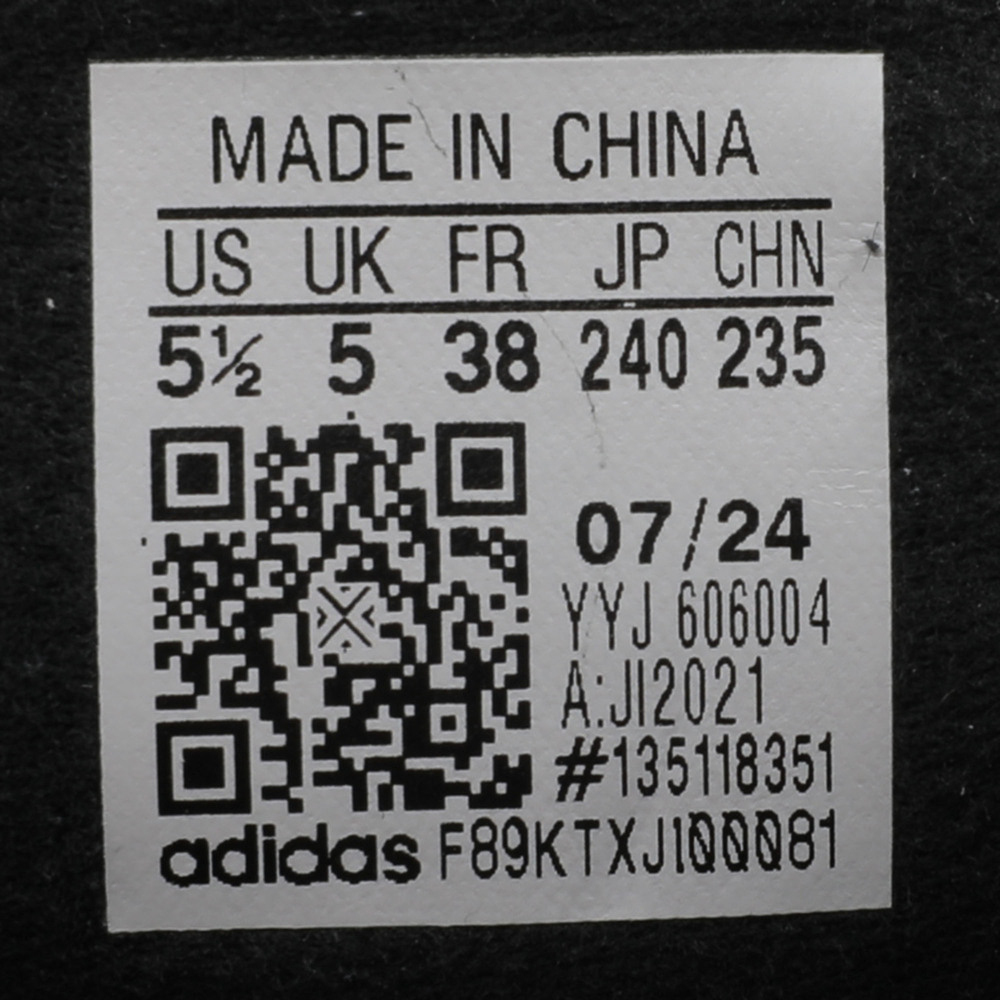 MADE IN CHINA
US UK FR JP CHN
5½ 5 38 240 235
07/24
YYJ 606004
A:JI2021
#135118351
adidas F89KTXJ1000081